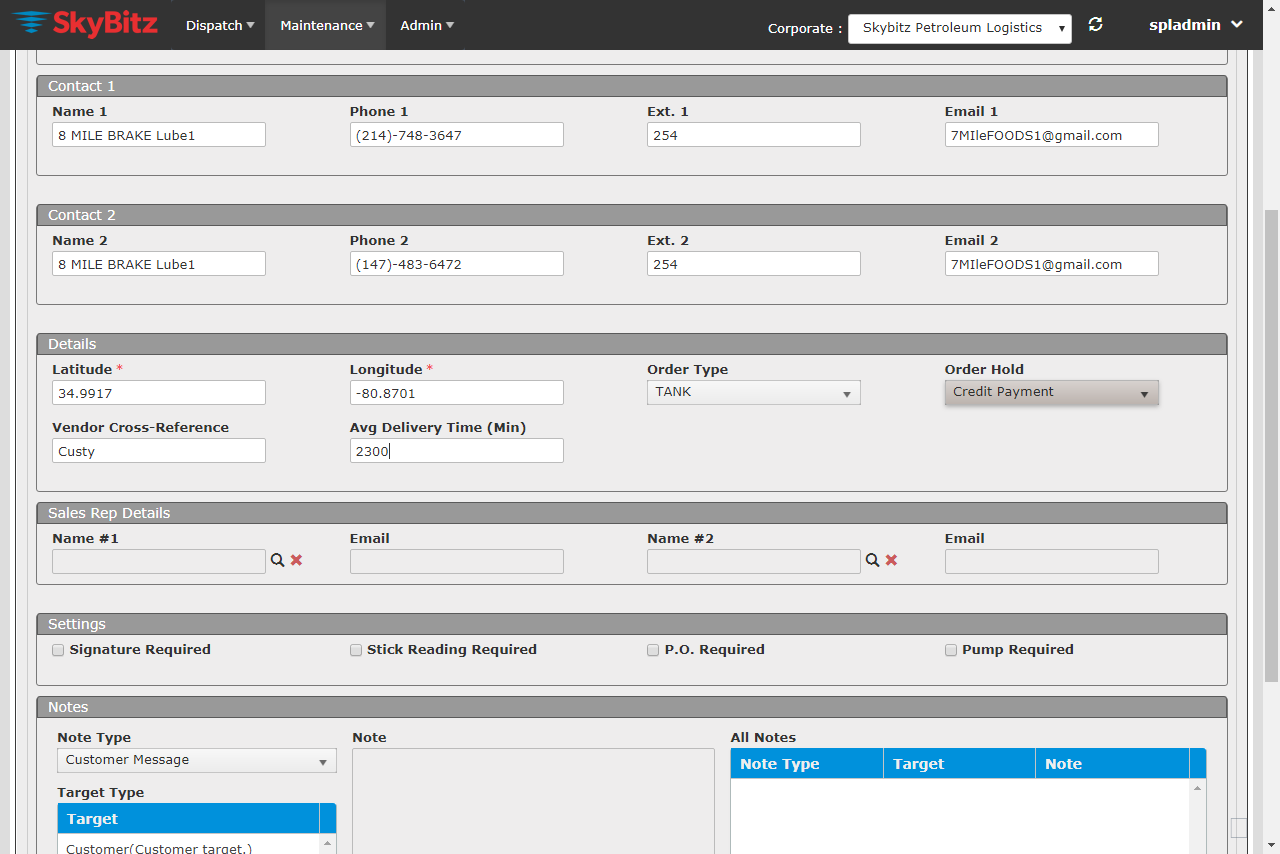 SkyBitz Dispatch Maintenance Admin Corporate : Skybitz Petroleum Logistics spladmin
Contact 1
Name 1 Phone 1 Ext. 1 Email 1
8 MILE BRAKE Lube1 (214)-748-3647 254 7MIleFOODS1@gmail.com
Contact 2
Name 2 Phone 2 Ext. 2 Email 2
8 MILE BRAKE Lube1 (147)-483-6472 254 7MIleFOODS1@gmail.com
Details
Latitude * Longitude * Order Type Order Hold
34.9917 -80.8701 TANK Credit Payment
Vendor Cross-Reference Avg Delivery Time (Min)
Custy 2300
Sales Rep Details
Name #1 Email Name #2 Email
Settings
Signature Required Stick Reading Required P.O. Required Pump Required
Notes
Note Type Note All Notes
Customer Message Note Type Target Note
Target Type
Target
Customer(Customer target.)